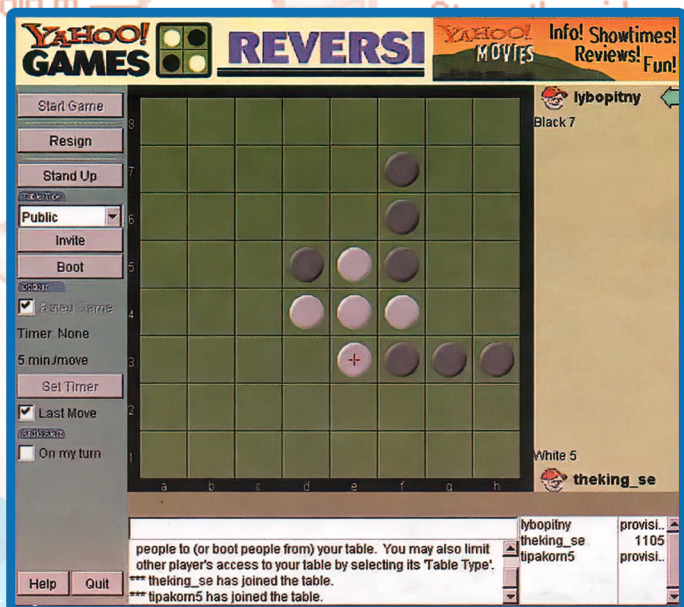 YAHOO!
GAMES
REVERSI
YAHOO!
MOVIES
Info! Showtimes!
Reviews!
Fun!
Start Game
Resign
Stand Up
Public
Invite
Boot
Rated Game
Timer: None
5 min./move
Set Timer
Last Move
On my turn
Help
Quit
8
7
6
5
4
3
2
1
a b c d e f g h
lybopitny
Black 7
White 5
theking_se
people to (or boot people from) your table. You may also limit
other player's access to your table by selecting its 'Table Type'.
*** theking_se has joined the table.
*** tipakorn5 has joined the table.
lybopitny provisi..
theking_se 1105
tipakorn5 provisi..